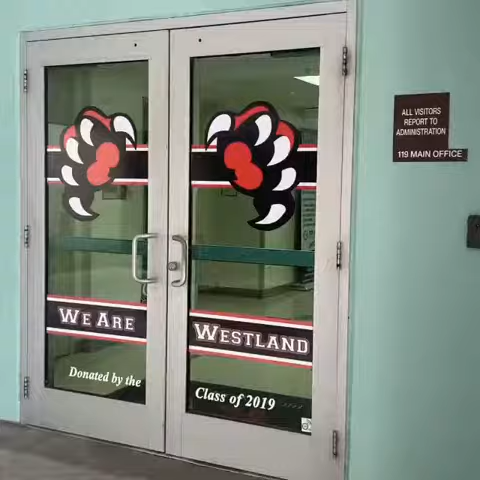 ALL VISITORS
REPORT TO
ADMINISTRATION
119 MAIN OFFICE
WE ARE WESTLAND
Donated by the Class of 2019